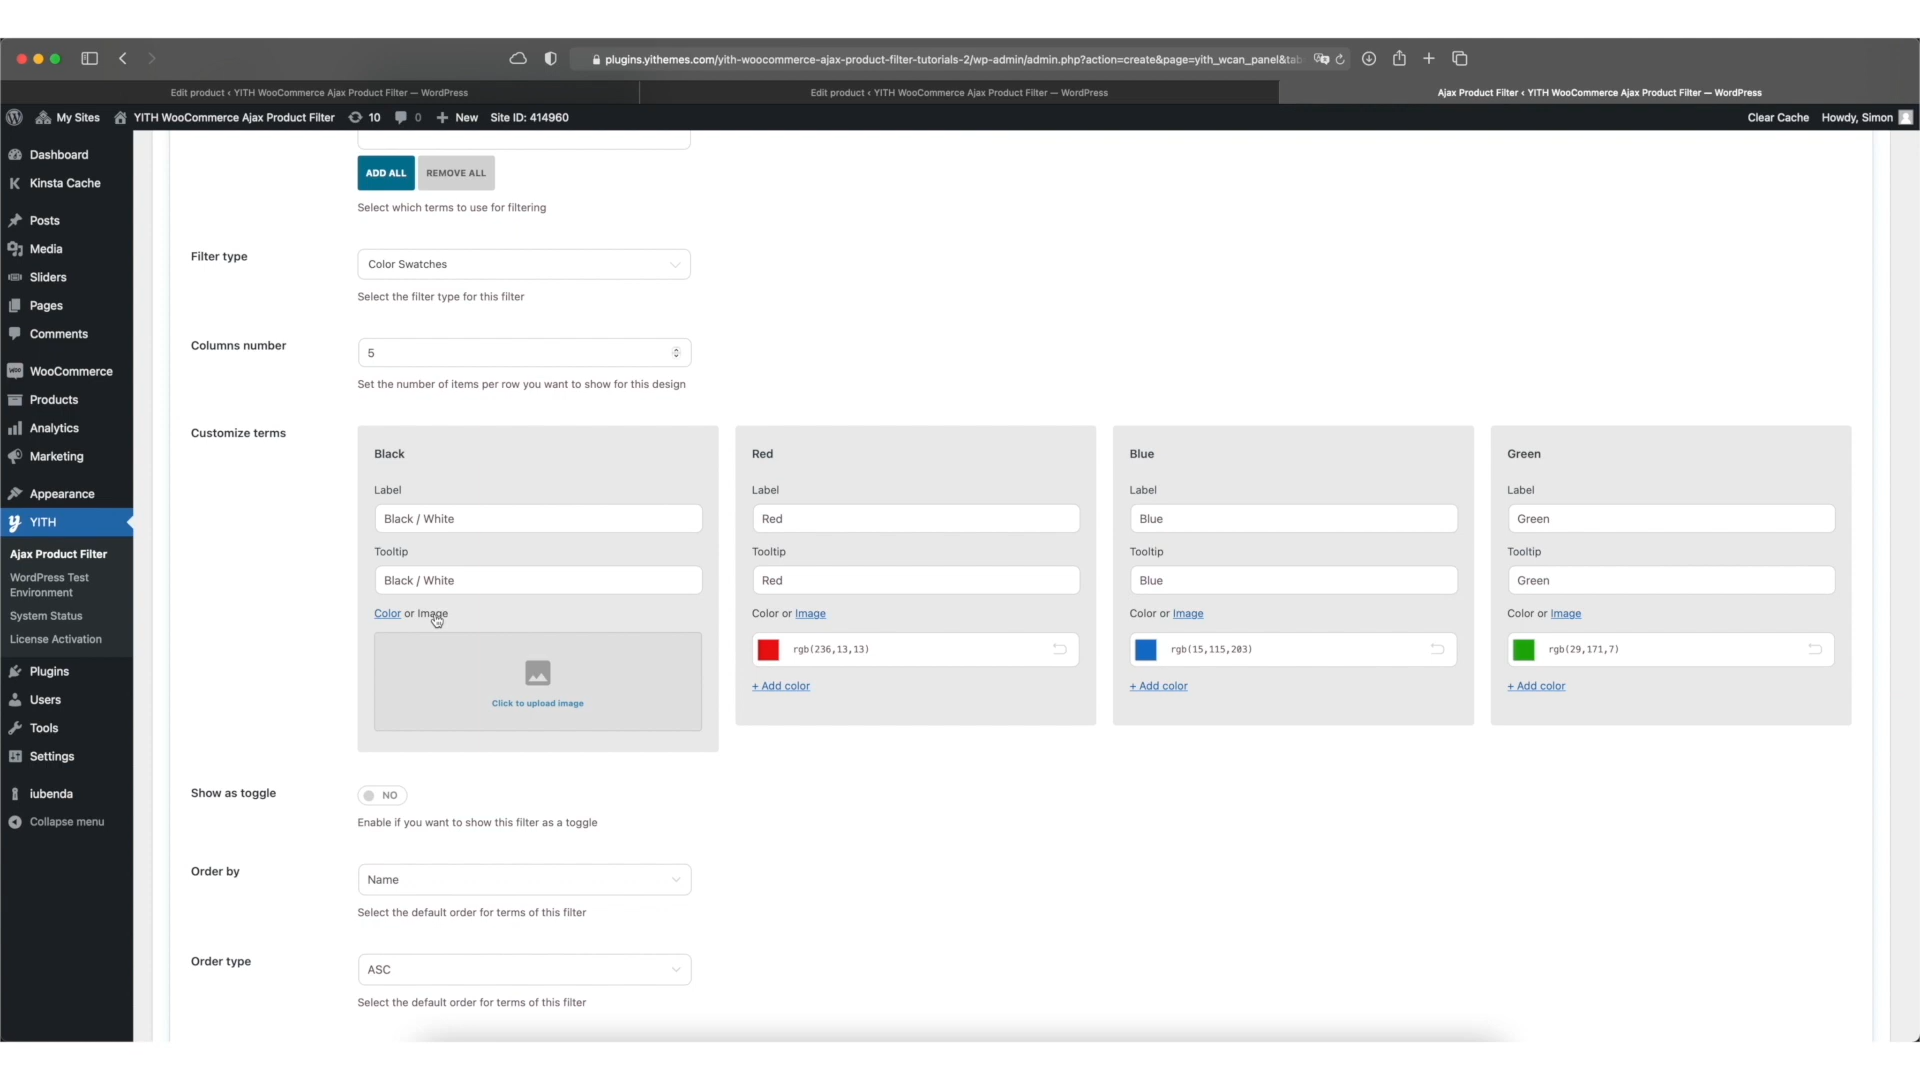 plugins.yithemes.com/yith-woocommerce-ajax-product-filter-tutorials-2/wp-admin/admin.php?action=create&page=yith_wcan_panel&tab
Edit product ‹ YITH WooCommerce Ajax Product Filter — WordPress
Edit product ‹ YITH WooCommerce Ajax Product Filter — WordPress
Ajax Product Filter ‹ YITH WooCommerce Ajax Product Filter — WordPress
My Sites YITH WooCommerce Ajax Product Filter 10 0 New Site ID: 414960 Clear Cache Howdy, Simon
Dashboard
Kinsta Cache
Posts
Media
Sliders
Pages
Comments
WooCommerce
Products
Analytics
Marketing
Appearance
YITH
Ajax Product Filter
WordPress Test
Environment
System Status
License Activation
Plugins
Users
Tools
Settings
iubenda
Collapse menu
ADD ALL REMOVE ALL
Select which terms to use for filtering
Filter type
Color Swatches
Select the filter type for this filter
Columns number
5
Set the number of items per row you want to show for this design
Customize terms
Black
Label
Black / White
Tooltip
Black / White
Color or Image
Click to upload image
Red
Label
Red
Tooltip
Red
Color or Image
rgb(236,13,13)
+ Add color
Blue
Label
Blue
Tooltip
Blue
Color or Image
rgb(15,115,203)
+ Add color
Green
Label
Green
Tooltip
Green
Color or Image
rgb(29,171,7)
+ Add color
Show as toggle
NO
Enable if you want to show this filter as a toggle
Order by
Name
Select the default order for terms of this filter
Order type
ASC
Select the default order for terms of this filter